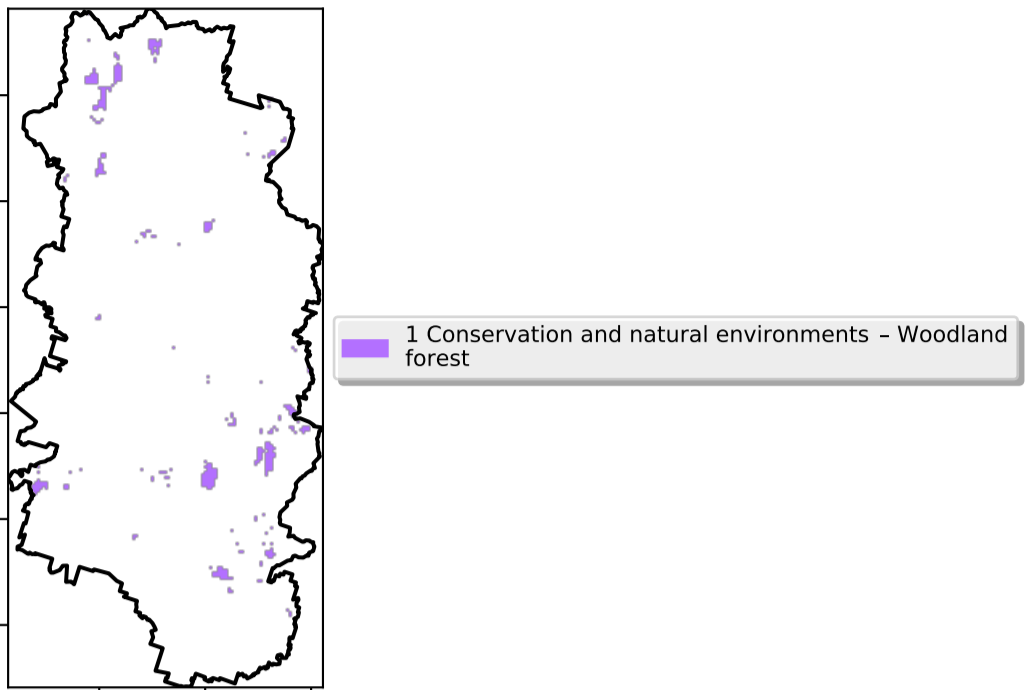 1 Conservation and natural environments – Woodland
forest